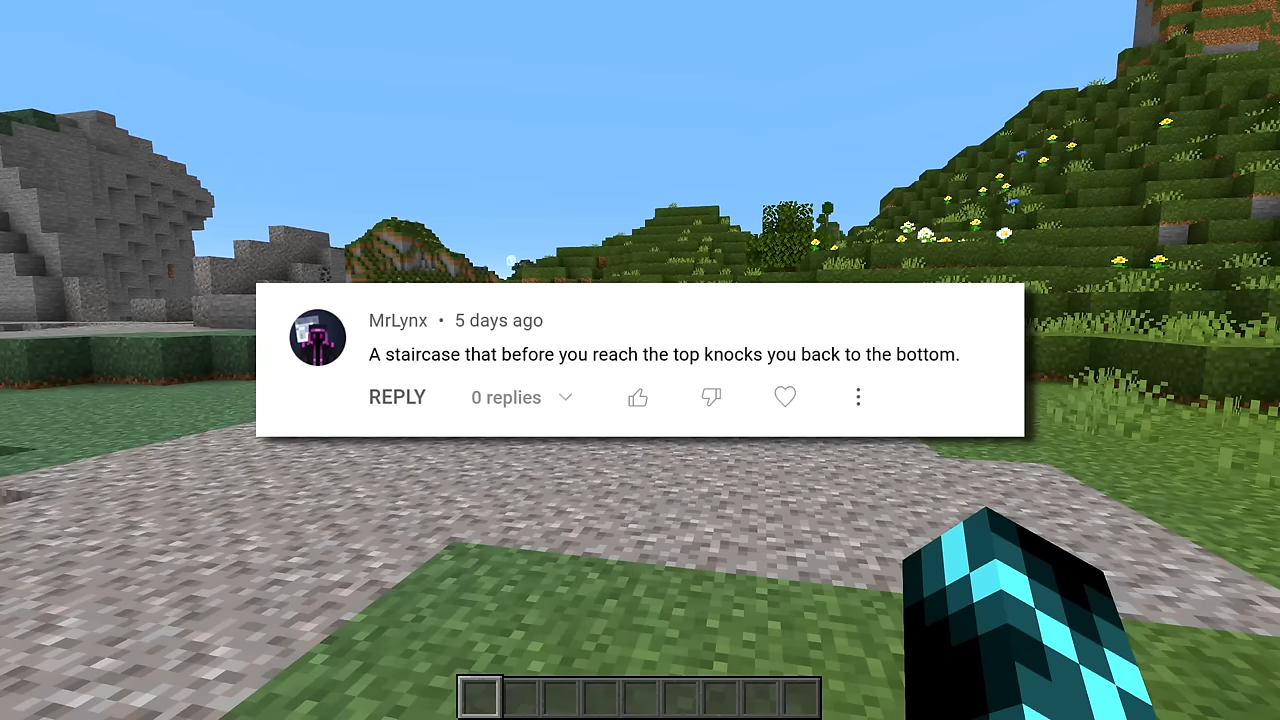 MrLynx • 5 days ago
A staircase that before you reach the top knocks you back to the bottom.
REPLY 0 replies